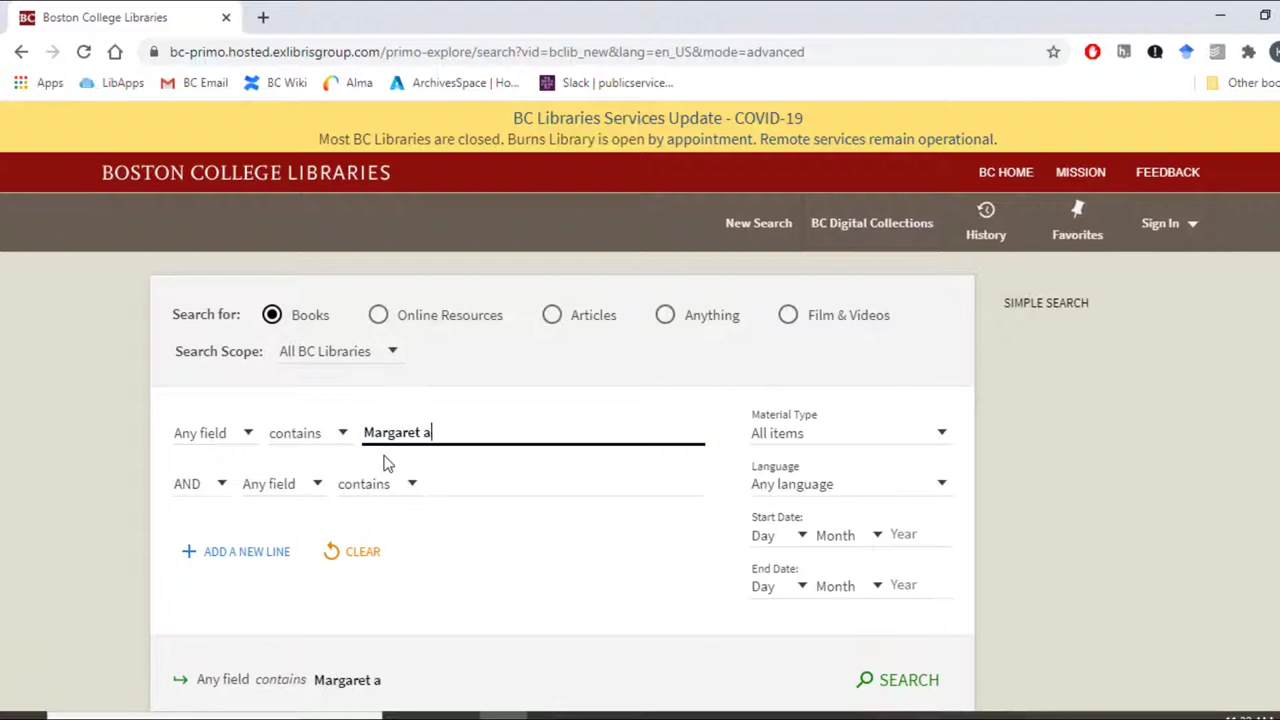 BC Boston College Libraries
bc-primo.hosted.exlibrisgroup.com/primo-explore/search?vid=bclib_new&lang=en_US&mode=advanced
Apps LibApps BC Email BC Wiki Alma ArchivesSpace | Ho... Slack | publicservice... Other boo
BC Libraries Services Update - COVID-19
Most BC Libraries are closed. Burns Library is open by appointment. Remote services remain operational.
BOSTON COLLEGE LIBRARIES BC HOME MISSION FEEDBACK
New Search BC Digital Collections History Favorites Sign In
SIMPLE SEARCH
Search for: Books Online Resources Articles Anything Film & Videos
Search Scope: All BC Libraries
Any field contains Margaret a
AND Any field contains
ADD A NEW LINE CLEAR
Material Type
All items
Language
Any language
Start Date:
Day Month Year
End Date:
Day Month Year
Any field contains Margaret a SEARCH